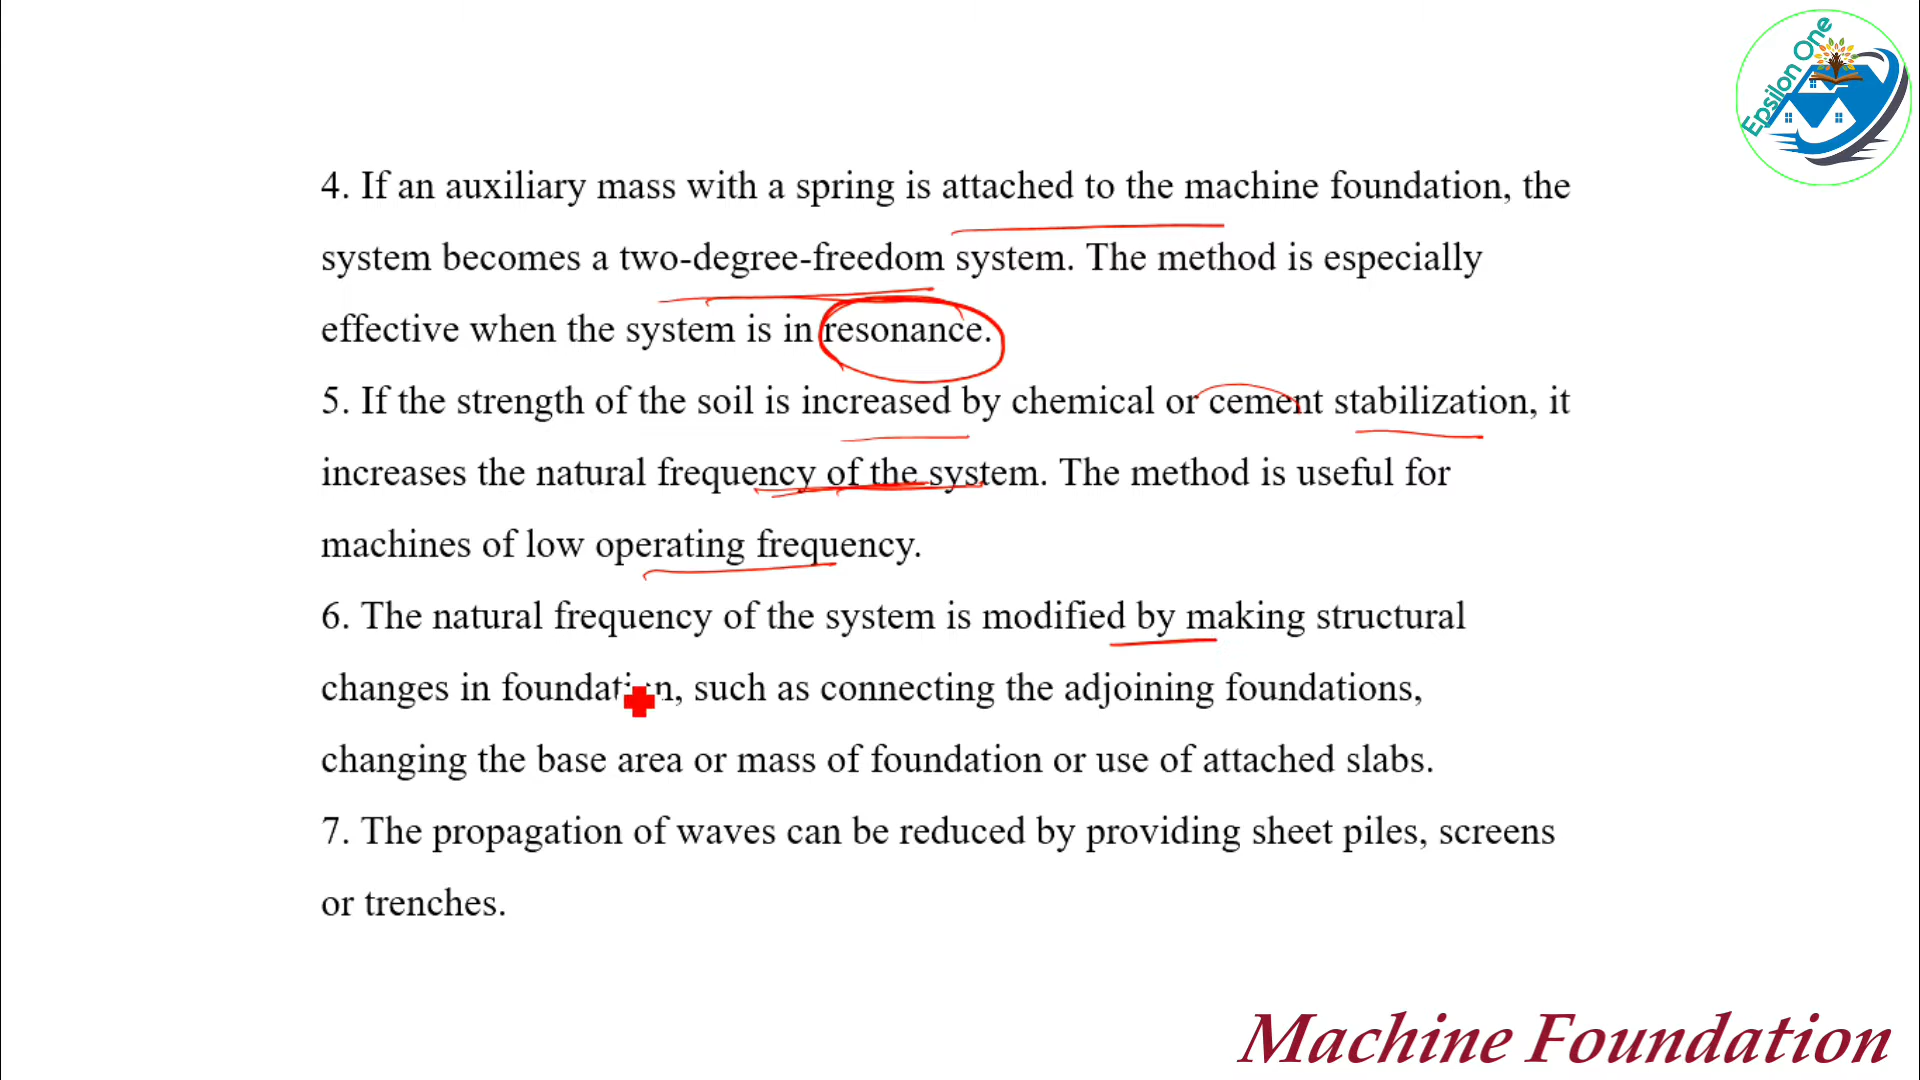 Epsilon One
4. If an auxiliary mass with a spring is attached to the machine foundation, the
system becomes a two-degree-freedom system. The method is especially
effective when the system is in resonance.
5. If the strength of the soil is increased by chemical or cement stabilization, it
increases the natural frequency of the system. The method is useful for
machines of low operating frequency.
6. The natural frequency of the system is modified by making structural
changes in foundation, such as connecting the adjoining foundations,
changing the base area or mass of foundation or use of attached slabs.
7. The propagation of waves can be reduced by providing sheet piles, screens
or trenches.
Machine Foundation